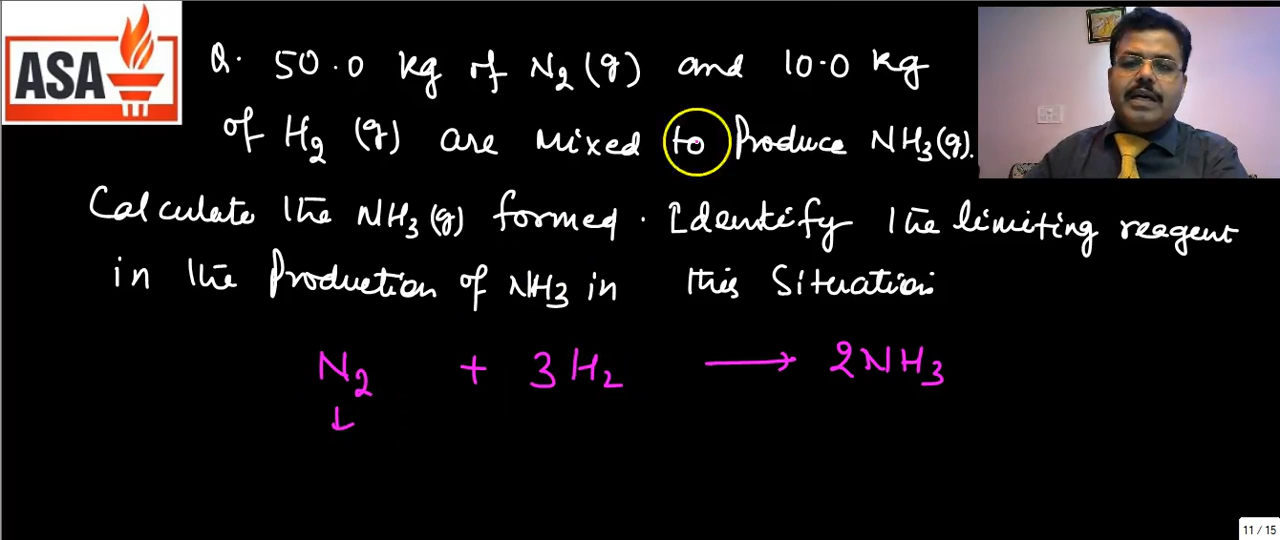 ASA
Q. 50.0 kg of N₂(g) and 10.0 kg
of H₂ (g) are mixed to Produce NH₃(g).
Calculate the NH₃(g) formed. Identify the limiting reagent
in the Production of NH₃ in this Situation
N₂ + 3H₂ ⟶ 2NH₃
↓
11 / 15